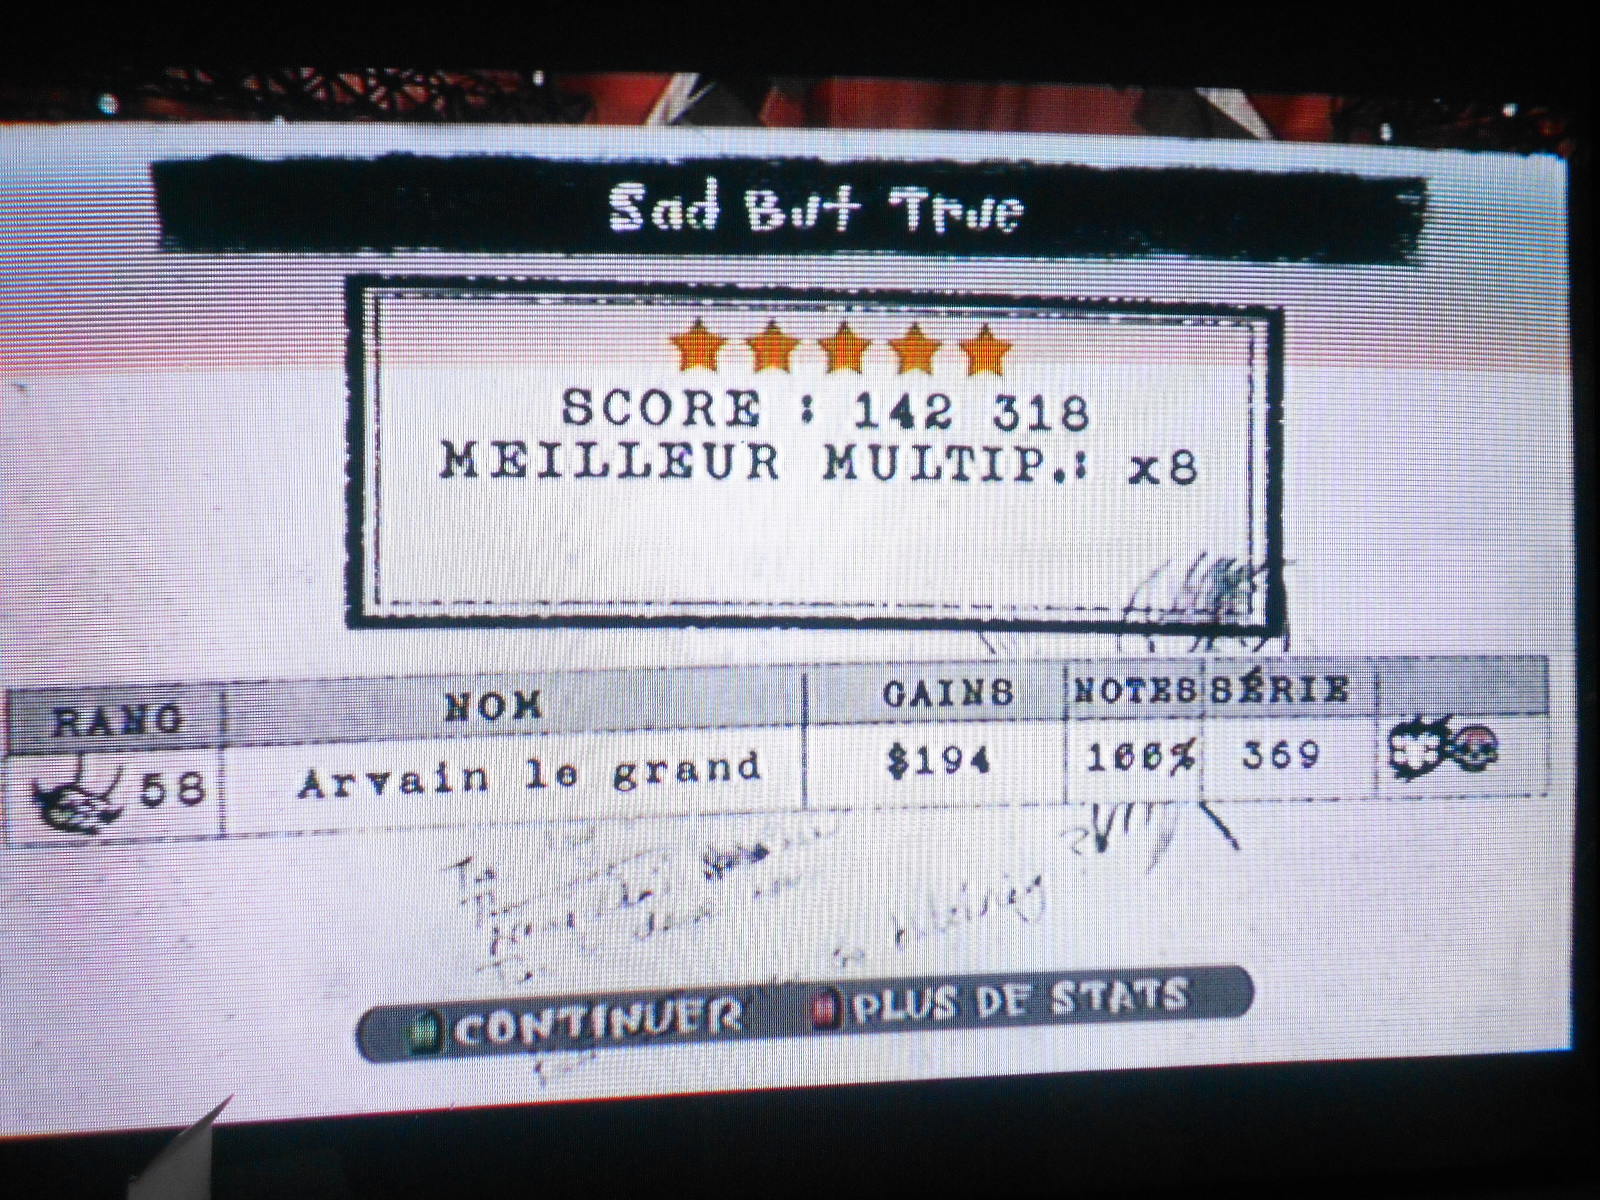 Sad But True
SCORE : 142 318
MEILLEUR MULTIP.: x8
RANG NOM GAINS NOTES SÉRIE
58 Arvain le grand $194 100% 369
CONTINUER PLUS DE STATS